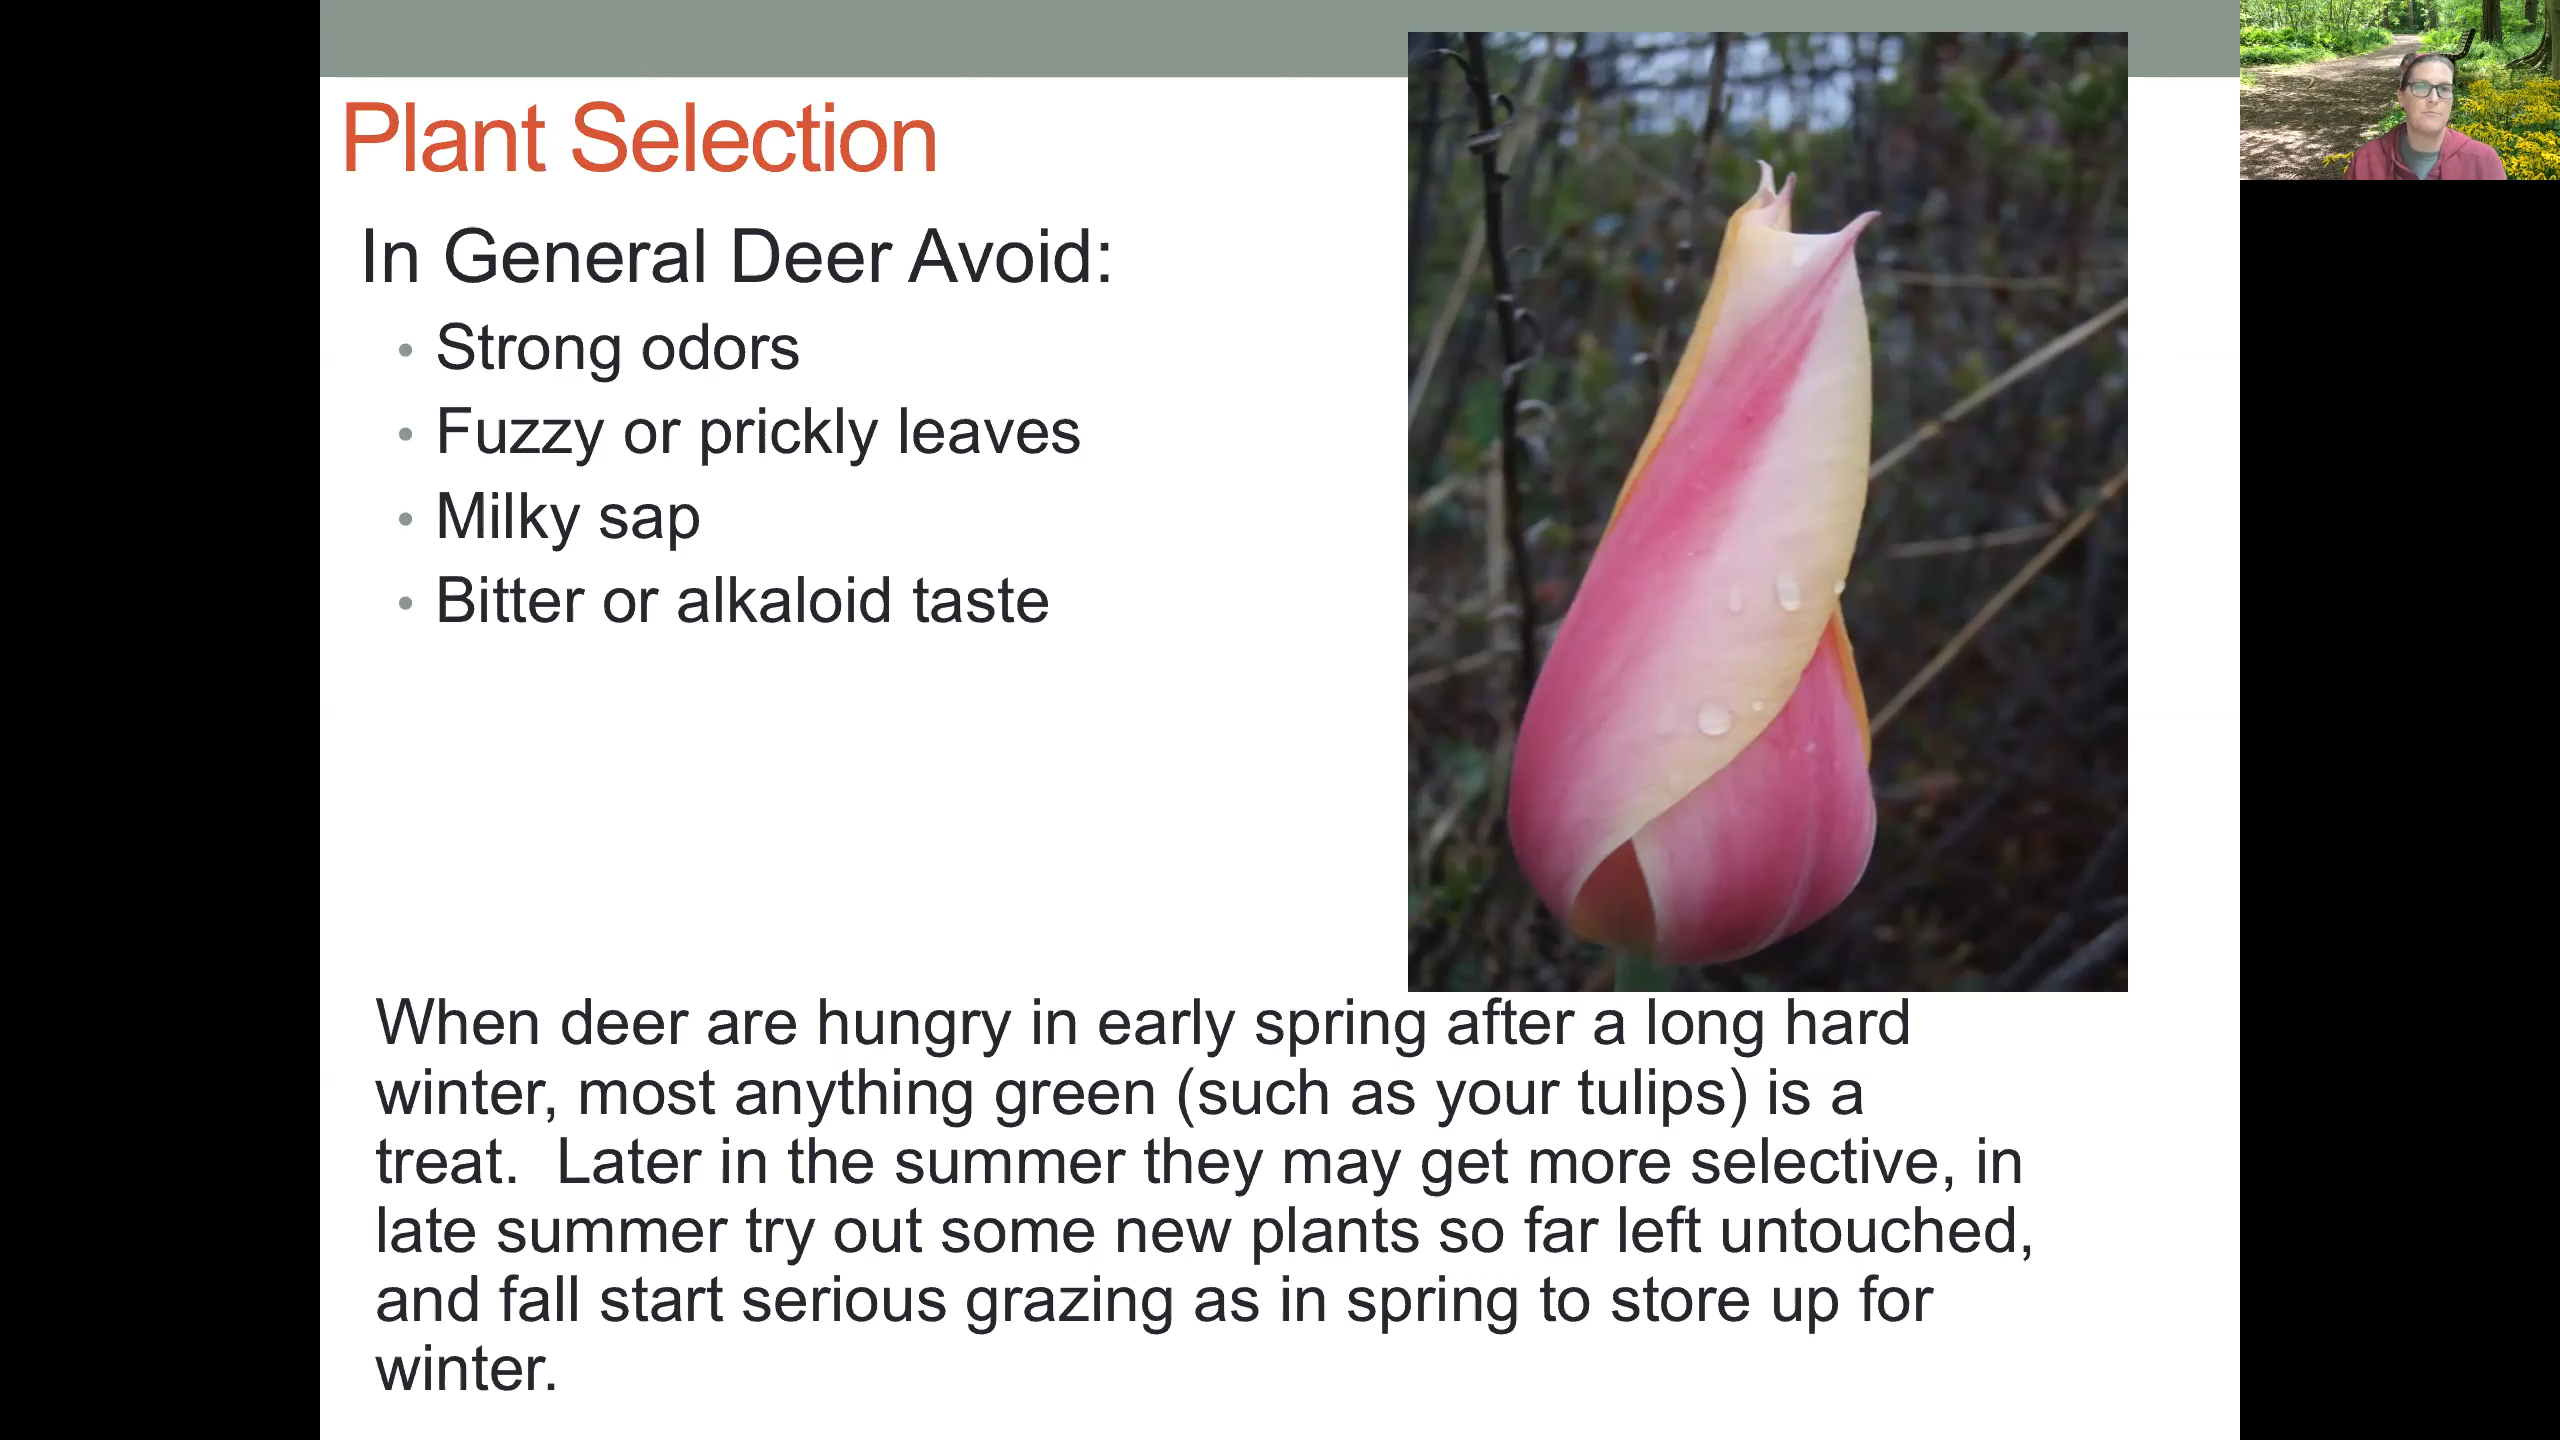 Plant Selection
In General Deer Avoid:
• Strong odors
• Fuzzy or prickly leaves
• Milky sap
• Bitter or alkaloid taste
When deer are hungry in early spring after a long hard
winter, most anything green (such as your tulips) is a
treat.  Later in the summer they may get more selective, in
late summer try out some new plants so far left untouched,
and fall start serious grazing as in spring to store up for
winter.